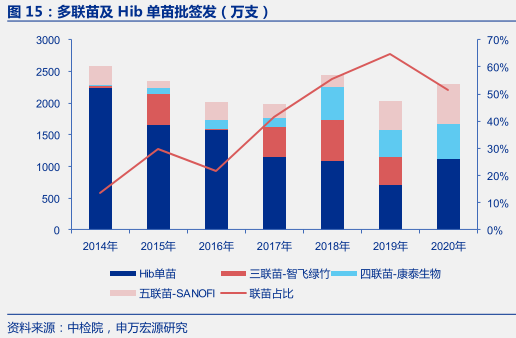 图 15：多联苗及 Hib 单苗批签发（万支）
3000 70%
2500 60%
2000 50%
1500 40%
1000 30%
500 20%
0 10%
0%
2014年 2015年 2016年 2017年 2018年 2019年 2020年
Hib单苗 三联苗-智飞绿竹 四联苗-康泰生物
五联苗-SANOFI 联苗占比
资料来源：中检院，申万宏源研究